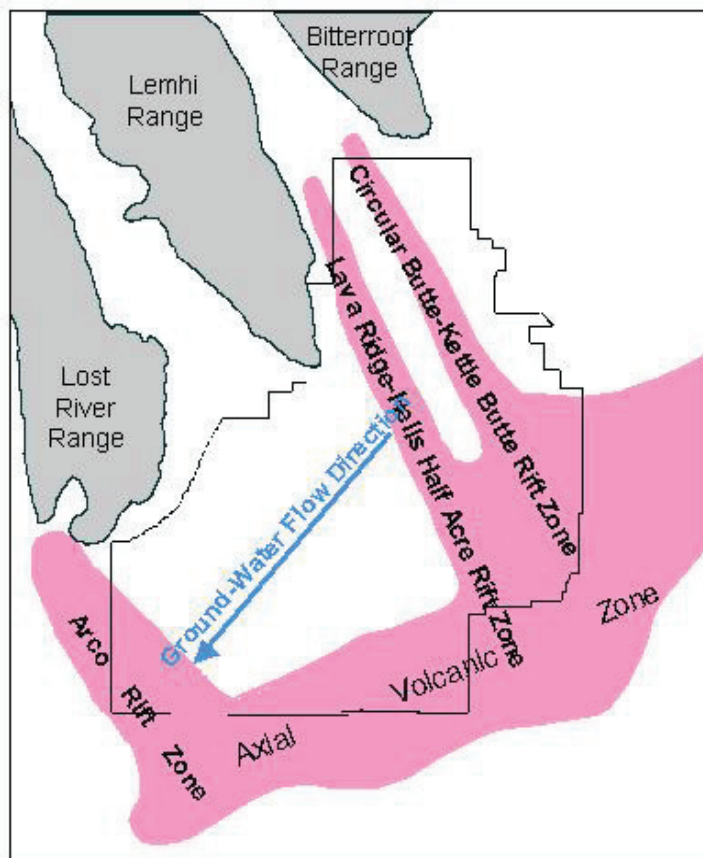 Bitterroot
Range
Lemhi
Range
Circular Butte-Kettle Butte Rift Zone
Lava Ridge-Hells Half Acre Rift Zone
Lost
River
Range
Ground-Water Flow Direction
Arco Rift Zone
Axial Volcanic Zone